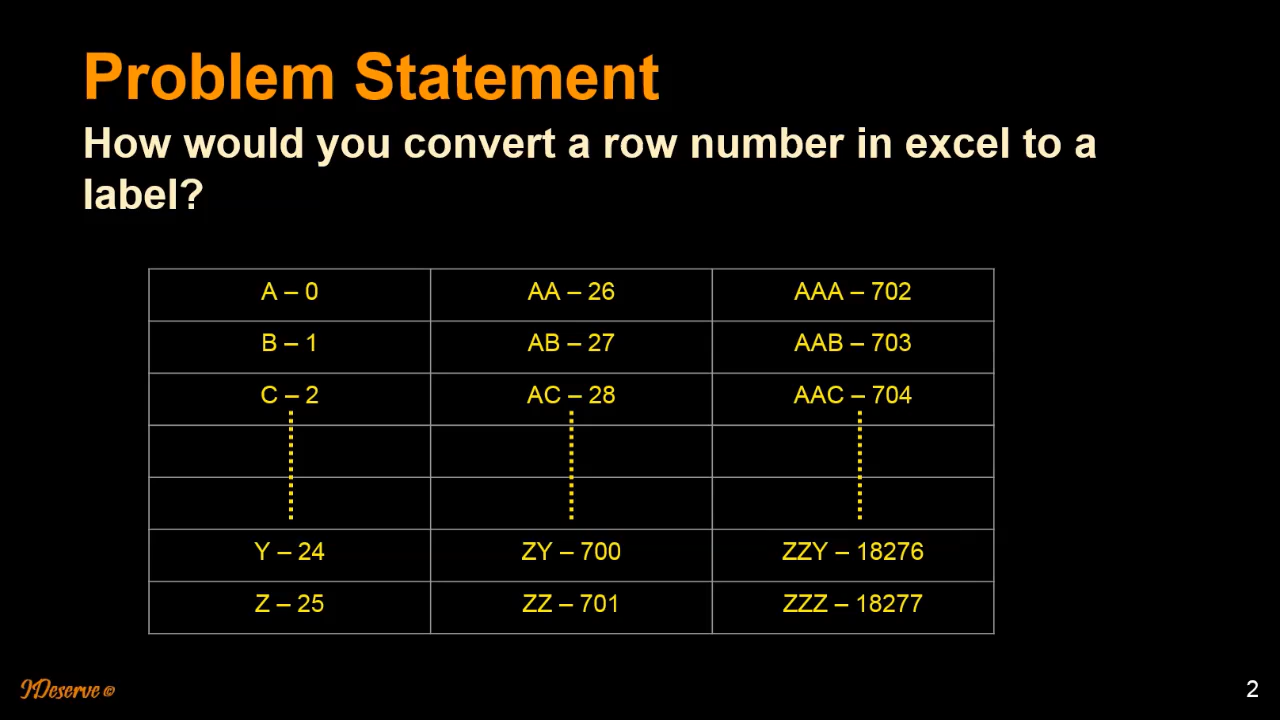 Problem Statement
How would you convert a row number in excel to a
label?
A – 0 AA – 26 AAA – 702
B – 1 AB – 27 AAB – 703
C – 2 AC – 28 AAC – 704
Y – 24 ZY – 700 ZZY – 18276
Z – 25 ZZ – 701 ZZZ – 18277
IDeserve © 2